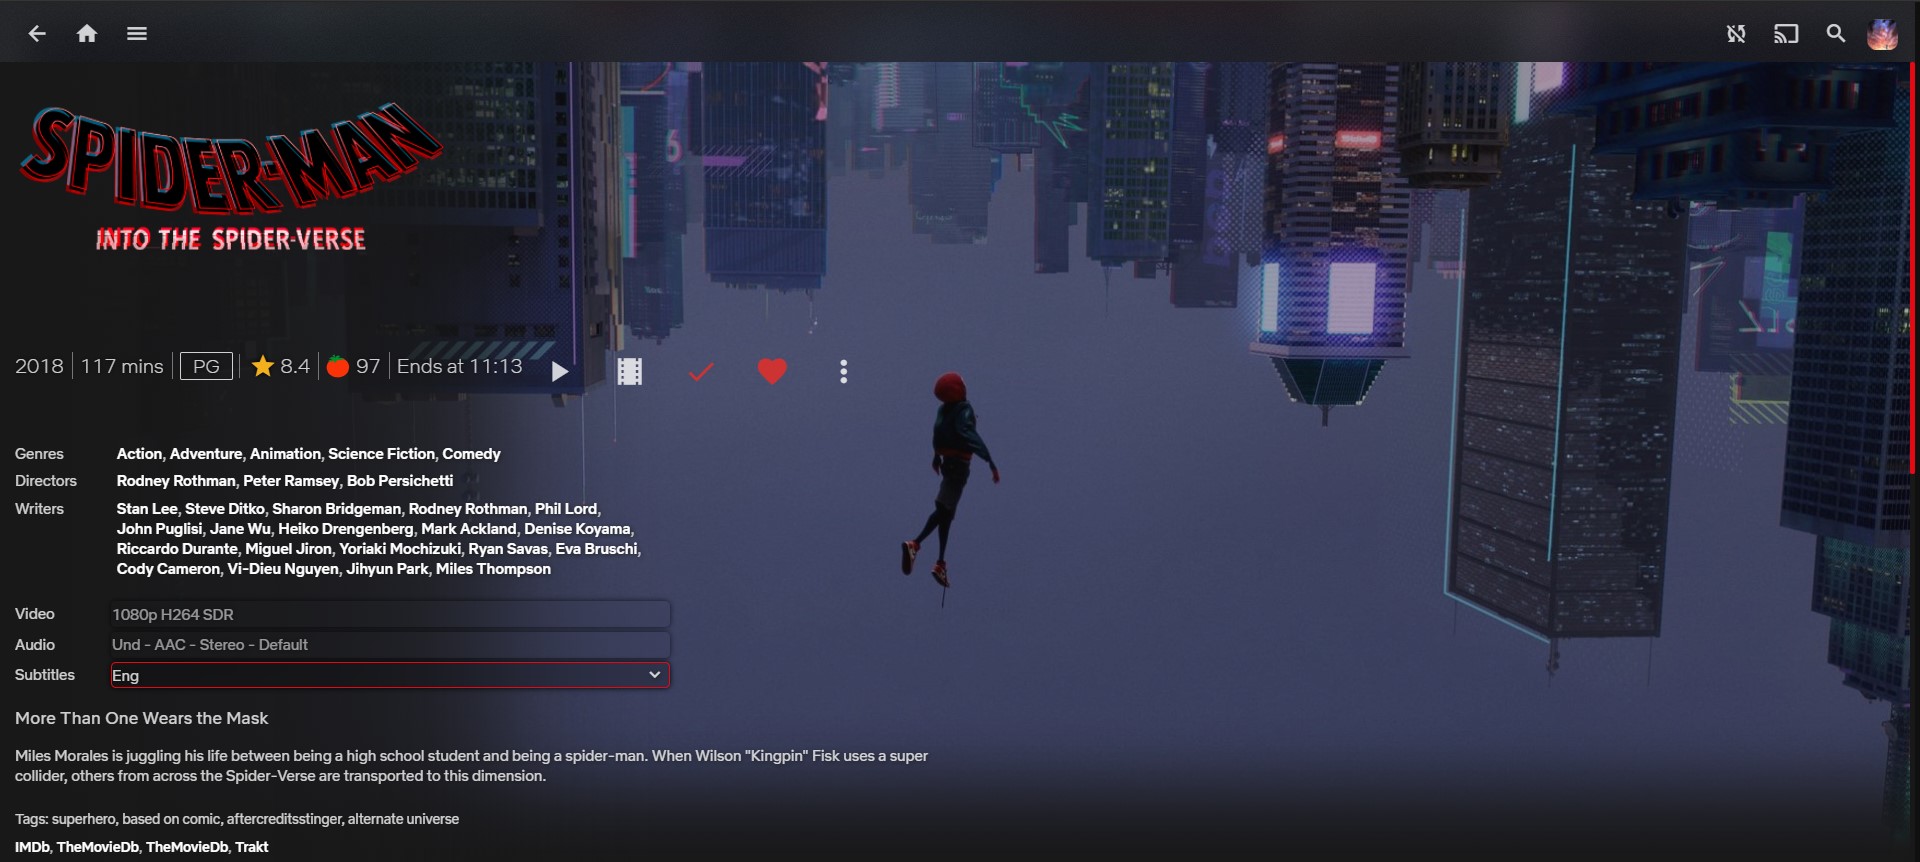 SPIDER-MAN
INTO THE SPIDER-VERSE
2018 117 mins PG 8.4 97 Ends at 11:13
Genres Action, Adventure, Animation, Science Fiction, Comedy
Directors Rodney Rothman, Peter Ramsey, Bob Persichetti
Writers Stan Lee, Steve Ditko, Sharon Bridgeman, Rodney Rothman, Phil Lord,
John Puglisi, Jane Wu, Heiko Drengenberg, Mark Ackland, Denise Koyama,
Riccardo Durante, Miguel Jiron, Yoriaki Mochizuki, Ryan Savas, Eva Bruschi,
Cody Cameron, Vi-Dieu Nguyen, Jihyun Park, Miles Thompson
Video 1080p H264 SDR
Audio Und - AAC - Stereo - Default
Subtitles Eng
More Than One Wears the Mask
Miles Morales is juggling his life between being a high school student and being a spider-man. When Wilson "Kingpin" Fisk uses a super
collider, others from across the Spider-Verse are transported to this dimension.
Tags: superhero, based on comic, aftercreditsstinger, alternate universe
IMDb, TheMovieDb, TheMovieDb, Trakt